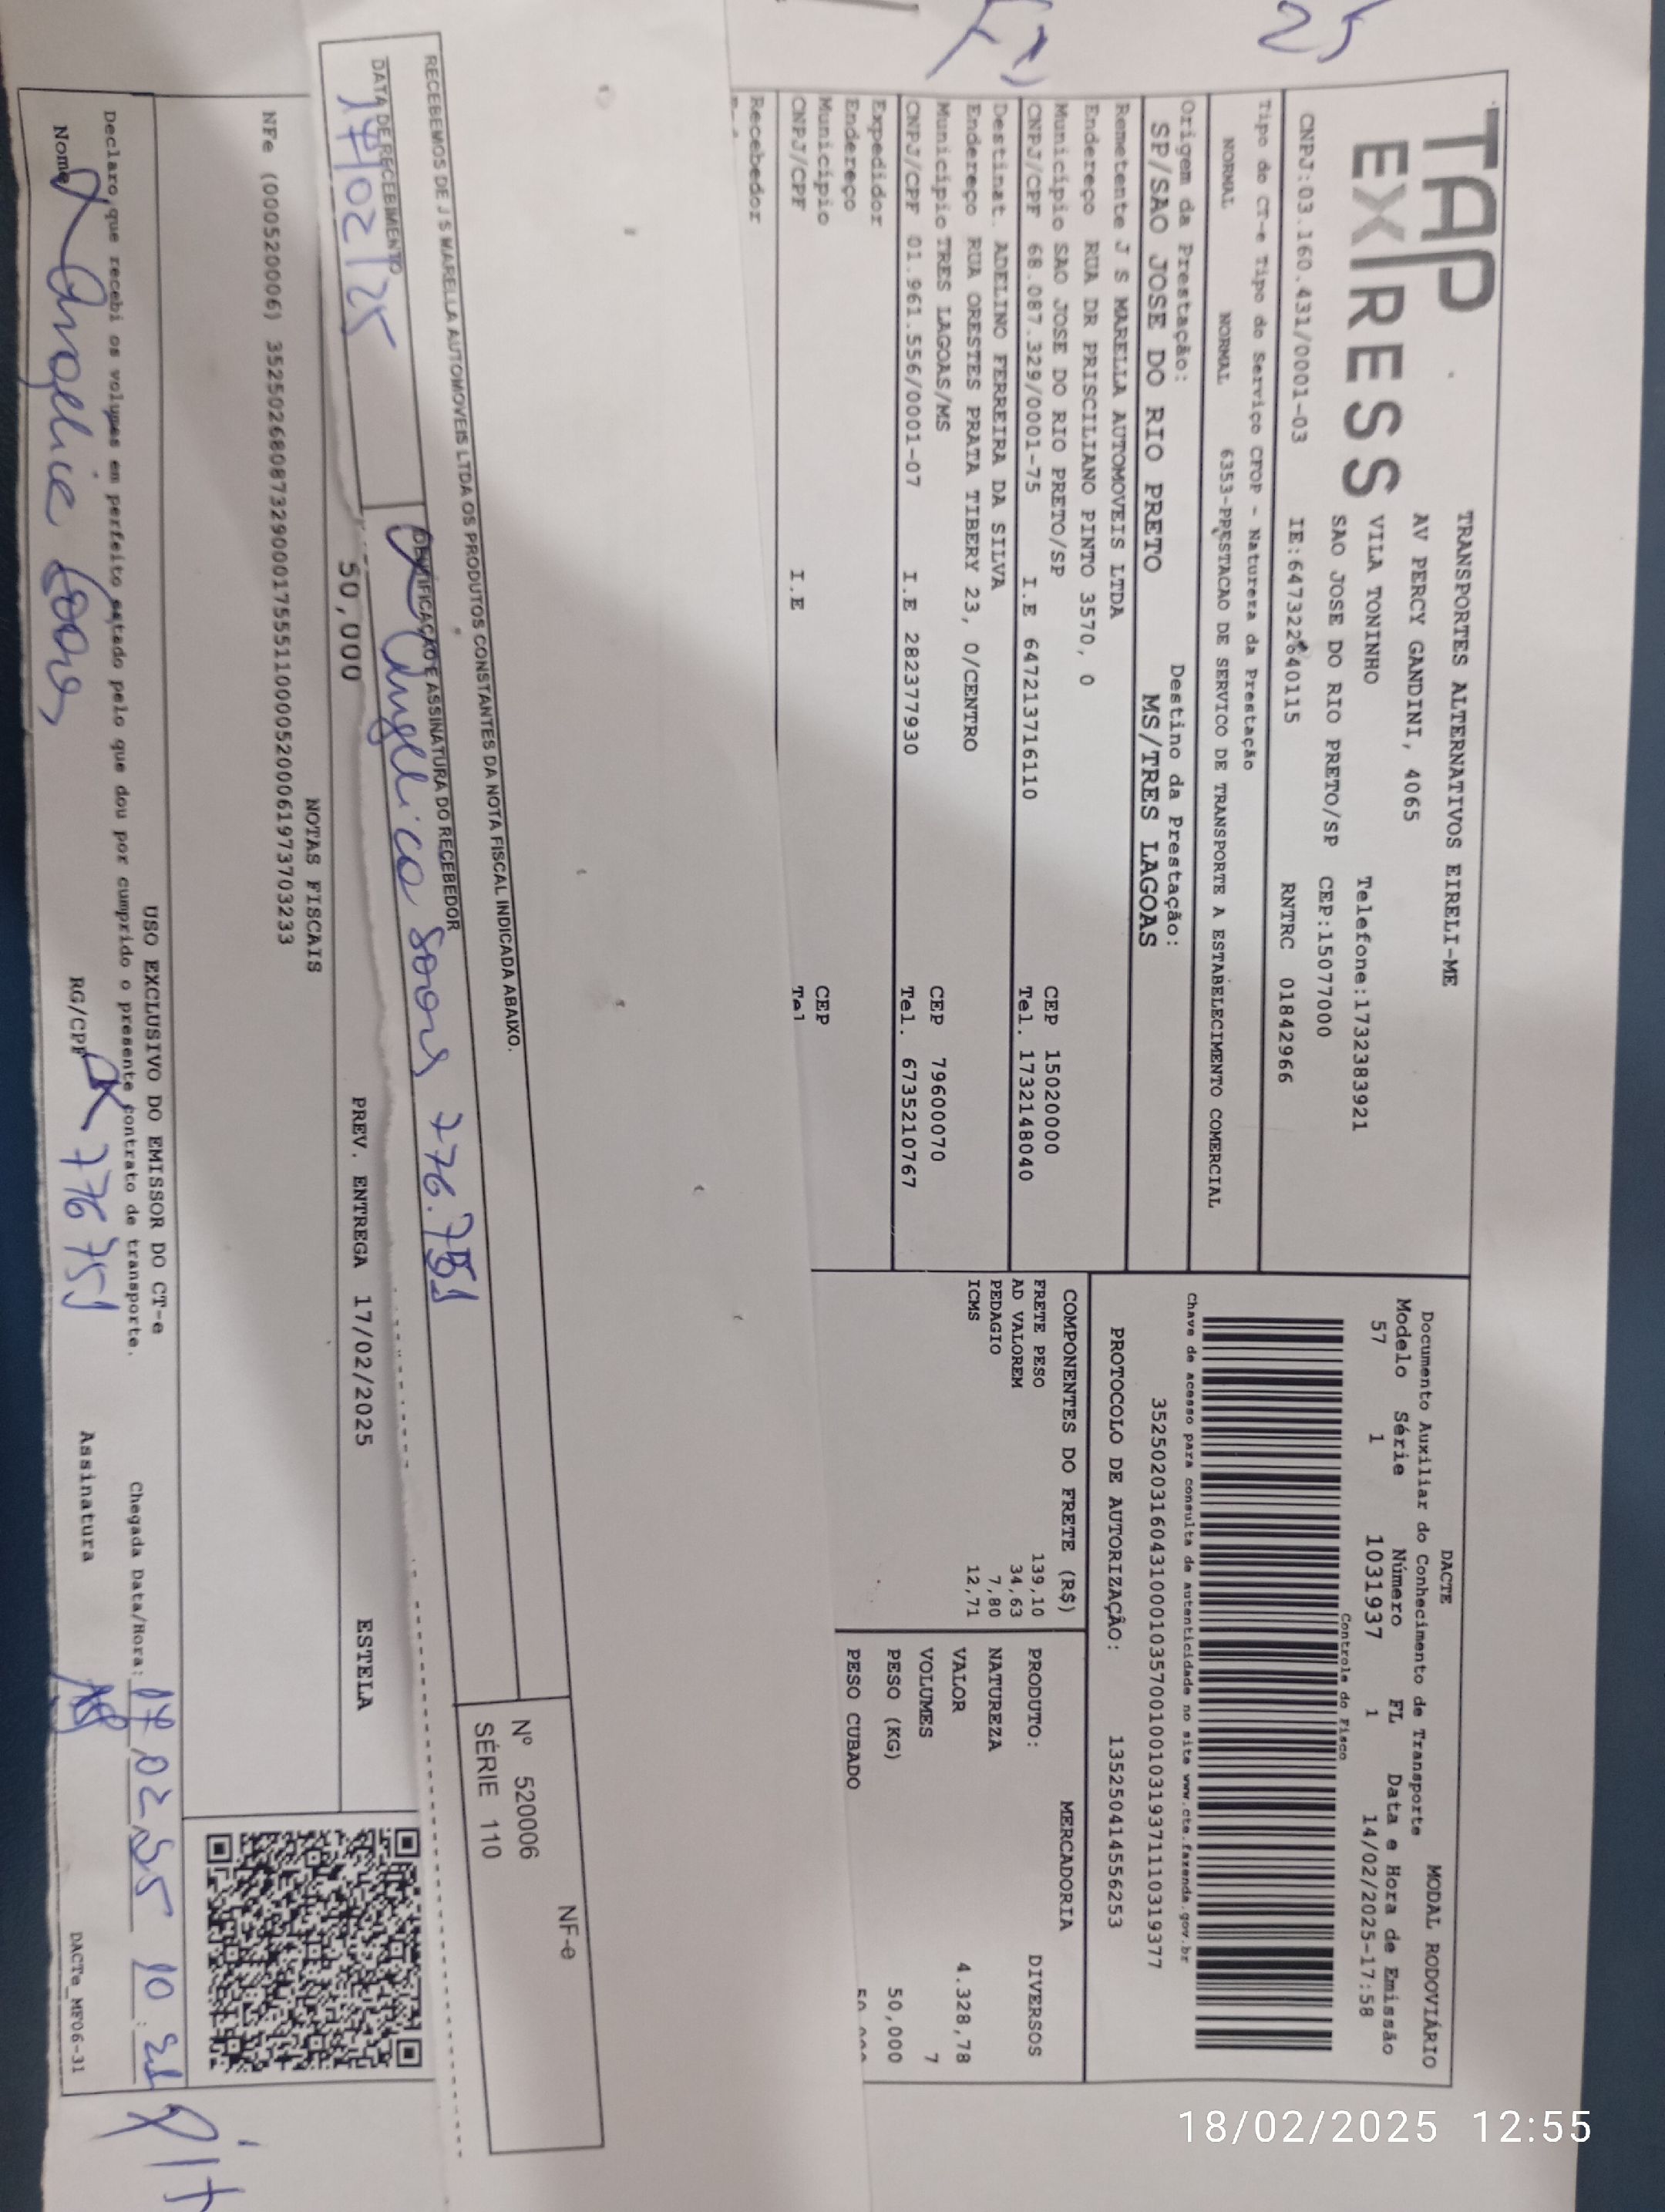 TAP
EXPRESS
TRANSPORTES ALTERNATIVOS EIRELI-ME
AV PERCY GANDINI, 4065
VILA TONINHO Telefone:1732383921
SAO JOSE DO RIO PRETO/SP CEP:15077000
CNPJ:03.160.431/0001-03 IE:647322640115 RNTRC 01842966
Tipo do CT-e Tipo do Serviço CFOP - Natureza da Prestação
NORMAL NORMAL 6353-PRESTACAO DE SERVICO DE TRANSPORTE A ESTABELECIMENTO COMERCIAL
Origem da Prestação: Destino da Prestação:
SP/SAO JOSE DO RIO PRETO MS/TRES LAGOAS
Remetente J S MARELLA AUTOMOVEIS LTDA
Endereço RUA DR PRISCILIANO PINTO 3570, 0
Município SAO JOSE DO RIO PRETO/SP CEP 15020000
CNPJ/CPF 68.087.329/0001-75 I.E 647213716110 Tel. 1732148040
Destinat. ADELINO FERREIRA DA SILVA
Endereço RUA ORESTES PRATA TIBERY 23, 0/CENTRO
Município TRES LAGOAS/MS CEP 79600070
CNPJ/CPF 01.961.556/0001-07 I.E 282377930 Tel. 6735210767
Expedidor
Endereço
Município CEP
CNPJ/CPF I.E Tel
Recebedor
DACTE MODAL RODOVIÁRIO
Documento Auxiliar do Conhecimento de Transporte
Modelo Série Número FL Data e Hora de Emissão
57 1 1031937 1 14/02/2025-17:58
Controle do Fisco
Chave de acesso para consulta de autenticidade no site www.cte.fazenda.gov.br
35250203160431000103570010010319371110319377
PROTOCOLO DE AUTORIZAÇÃO: 135250414556253
COMPONENTES DO FRETE (R$)
FRETE PESO 139,10
AD VALOREM 34,63
PEDAGIO 7,80
ICMS 12,71
MERCADORIA
PRODUTO: DIVERSOS
NATUREZA
VALOR 4.328,78
VOLUMES 7
PESO (KG) 50,000
PESO CUBADO
NF-e
Nº 520006
SÉRIE 110
RECEBEMOS DE J S MARELLA AUTOMOVEIS LTDA OS PRODUTOS CONSTANTES DA NOTA FISCAL INDICADA ABAIXO.
DATA DE RECEBIMENTO
17/02/25
IDENTIFICAÇÃO E ASSINATURA DO RECEBEDOR
Angelica 776.751
50,000 PREV. ENTREGA 17/02/2025 ESTELA
NOTAS FISCAIS
NFe (000520006) 35250268087329000175551100005200061973703233
USO EXCLUSIVO DO EMISSOR DO CT-e
Declaro que recebi os volumes em perfeito estado pelo que dou por cumprido o presente contrato de transporte.
Chegada Data/Hora: 17 02 25 10:21
Nome Angelica
RG/CPF 776751
Assinatura
DACTe_MF06-31
18/02/2025 12:55